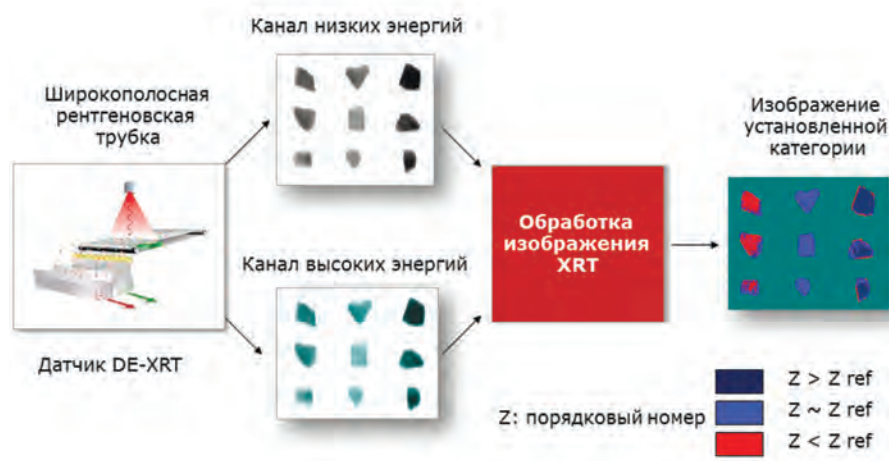 Канал низких энергий
Широкополосная
рентгеновская
трубка
Изображение
установленной
категории
Обработка
изображения
XRT
Канал высоких энергий
Датчик DE-XRT
Z: порядковый номер
Z > Z ref
Z ~ Z ref
Z < Z ref